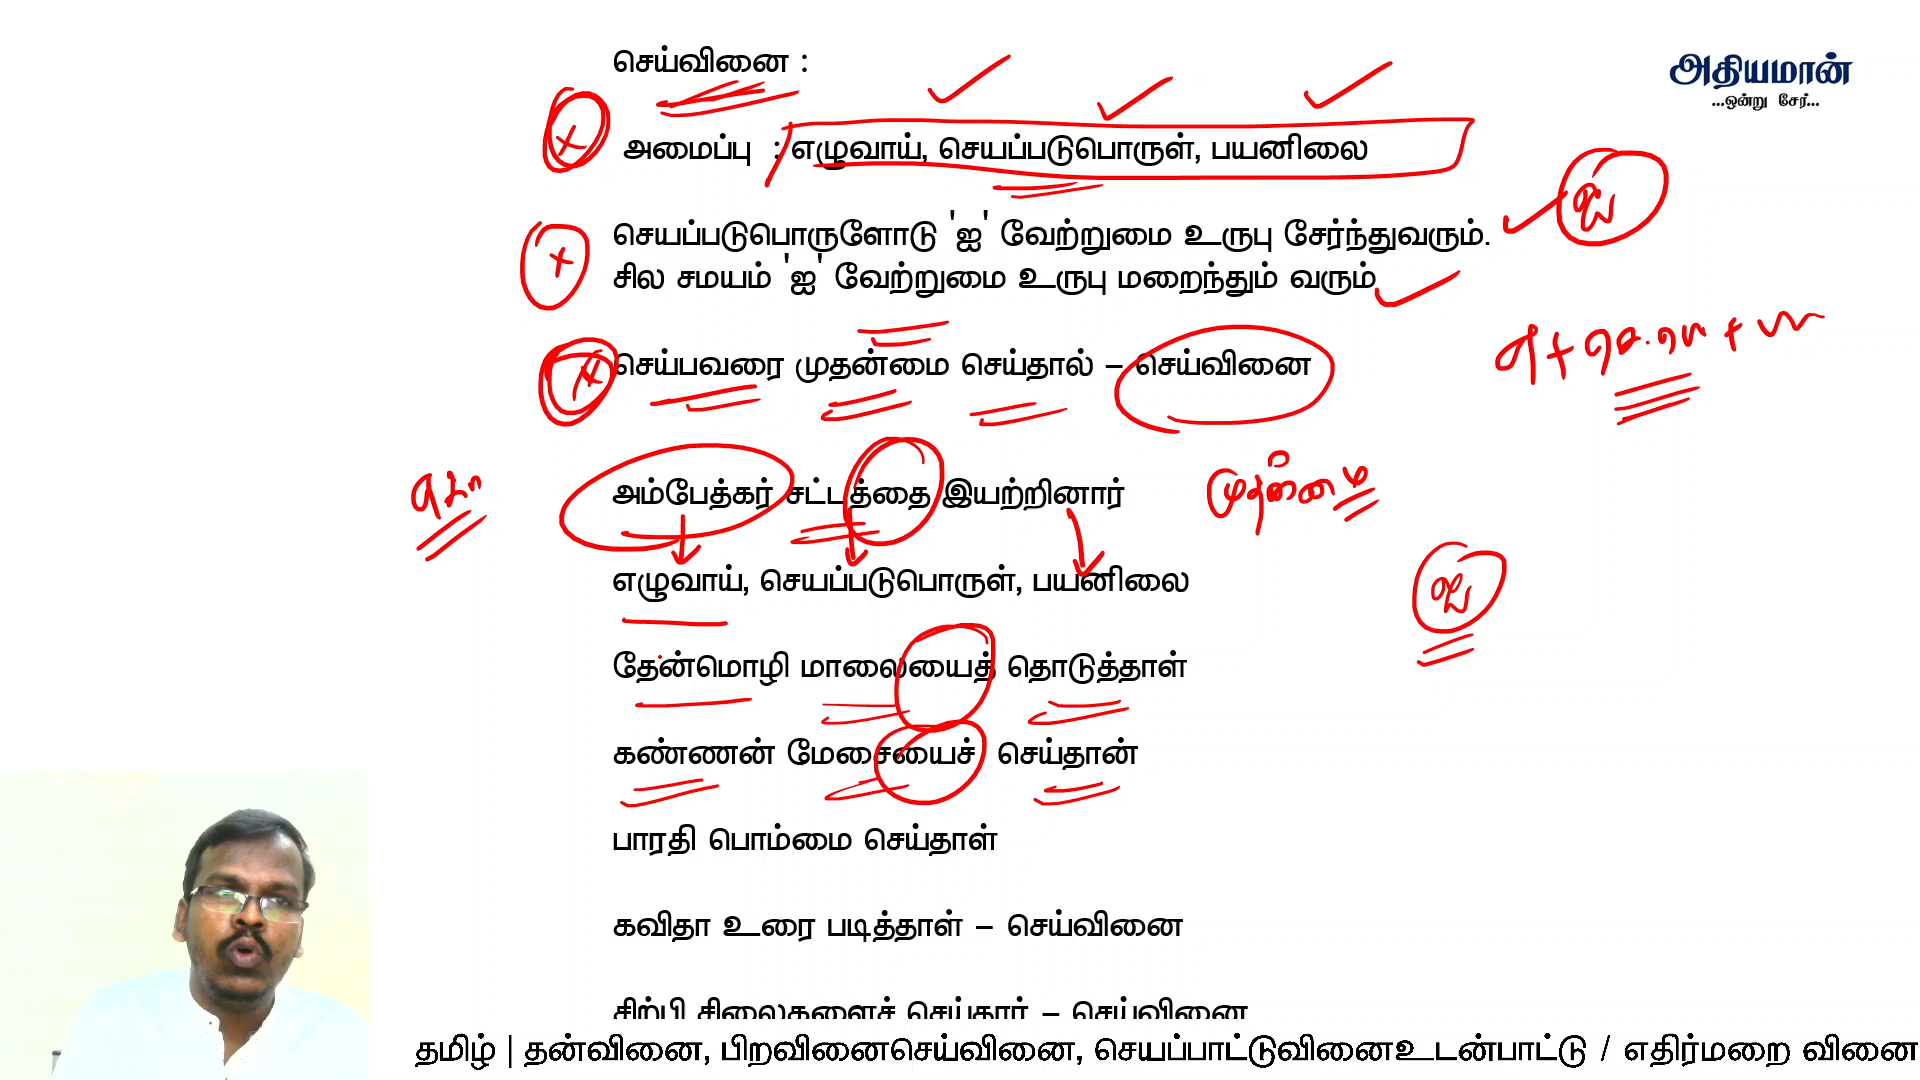 செய்வினை :
அதியமான்
...ஒன்று சேர்...
அமைப்பு : எழுவாய், செயப்படுபொருள், பயனிலை
ஐ
செயப்படுபொருளோடு 'ஐ' வேற்றுமை உருபு சேர்ந்துவரும்.
சில சமயம் 'ஐ' வேற்றுமை உருபு மறைந்தும் வரும்
செய்பவரை முதன்மை செய்தால் – செய்வினை
எ + செ.பொ + ப
அம்பேத்கர் சட்டத்தை இயற்றினார்
முதன்மை
எழுவாய், செயப்படுபொருள், பயனிலை
ஐ
தேன்மொழி மாலையைத் தொடுத்தாள்
கண்ணன் மேசையைச் செய்தான்
பாரதி பொம்மை செய்தாள்
கவிதா உரை படித்தாள் – செய்வினை
சிற்பி சிலைகளைச் செய்தார் – செய்வினை
தமிழ் | தன்வினை, பிறவினைசெய்வினை, செயப்பாட்டுவினைஉடன்பாட்டு / எதிர்மறை வினை